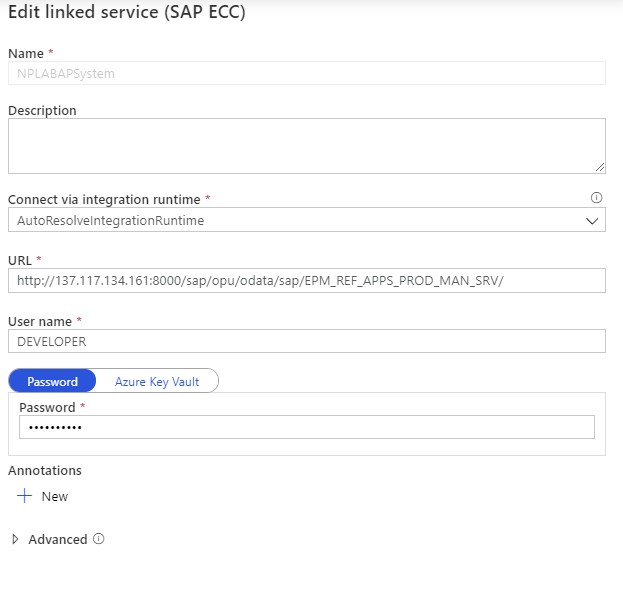 Edit linked service (SAP ECC)
Name *
NPLABAPSystem
Description
Connect via integration runtime *
AutoResolveIntegrationRuntime
URL *
http://137.117.134.161:8000/sap/opu/odata/sap/EPM_REF_APPS_PROD_MAN_SRV/
User name *
DEVELOPER
Password Azure Key Vault
Password *
••••••••••
Annotations
New
Advanced